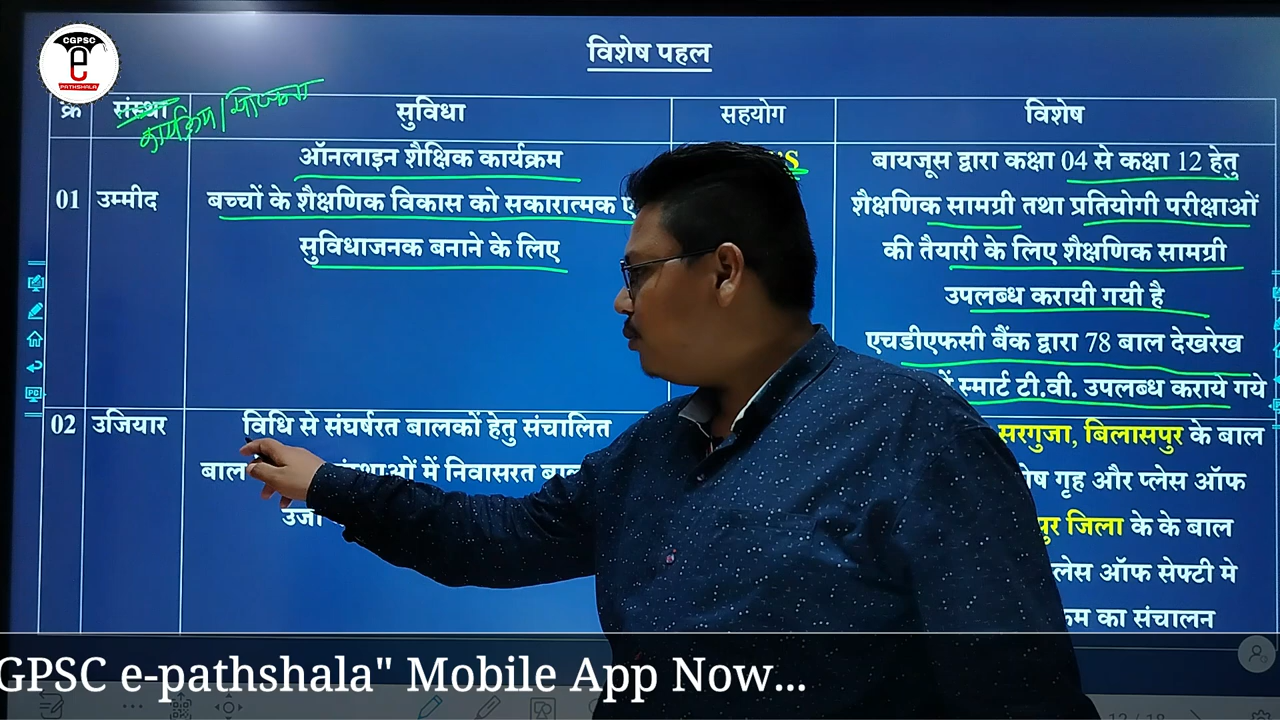 CGPSC
e
PATHSHALA
विशेष पहल
क्र
संस्था
कार्यक्रम /
सुविधा
सहयोग
विशेष
01
उम्मीद
ऑनलाइन शैक्षिक कार्यक्रम
बच्चों के शैक्षणिक विकास को सकारात्मक
सुविधाजनक बनाने के लिए
बायजूस द्वारा कक्षा 04 से कक्षा 12 हेतु
शैक्षणिक सामग्री तथा प्रतियोगी परीक्षाओं
की तैयारी के लिए शैक्षणिक सामग्री
उपलब्ध करायी गयी है
एचडीएफसी बैंक द्वारा 78 बाल देखरेख
स्मार्ट टी.वी. उपलब्ध कराये गये
02
उजियार
विधि से संघर्षरत बालकों हेतु संचालित
बाल
में निवासरत
सरगुजा, बिलासपुर के बाल
गृह और प्लेस ऑफ
जिला के के बाल
ऑफ सेफ्टी मे
का संचालन
GPSC e-pathshala" Mobile App Now...